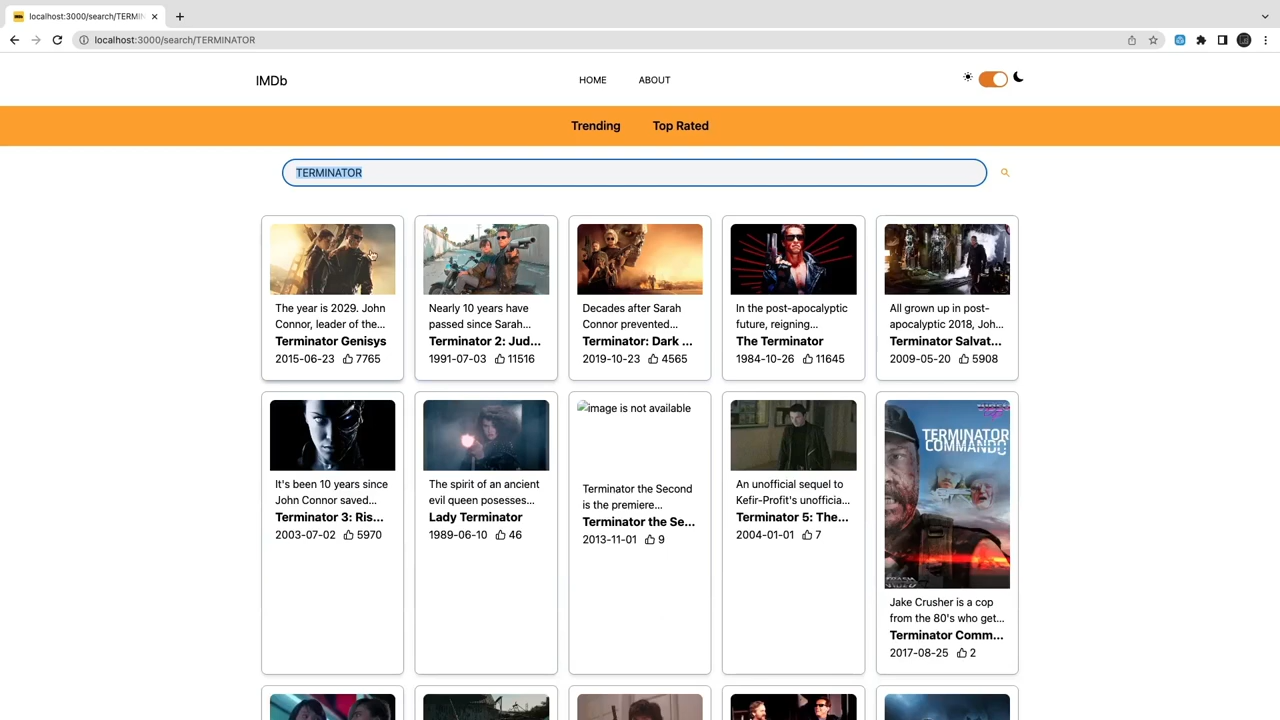 localhost:3000/search/TERMIN
localhost:3000/search/TERMINATOR
IMDb
HOME
ABOUT
Trending
Top Rated
TERMINATOR
The year is 2029. John
Connor, leader of the...
Terminator Genisys
2015-06-23 7765
Nearly 10 years have
passed since Sarah...
Terminator 2: Jud...
1991-07-03 11516
Decades after Sarah
Connor prevented...
Terminator: Dark ...
2019-10-23 4565
In the post-apocalyptic
future, reigning...
The Terminator
1984-10-26 11645
All grown up in post-
apocalyptic 2018, Joh...
Terminator Salvat...
2009-05-20 5908
It's been 10 years since
John Connor saved...
Terminator 3: Ris...
2003-07-02 5970
The spirit of an ancient
evil queen posesses...
Lady Terminator
1989-06-10 46
image is not available
Terminator the Second
is the premiere...
Terminator the Se...
2013-11-01 9
An unofficial sequel to
Kefir-Profit's unofficia...
Terminator 5: The...
2004-01-01 7
TERMINATOR
COMMANDO
Jake Crusher is a cop
from the 80's who get...
Terminator Comm...
2017-08-25 2